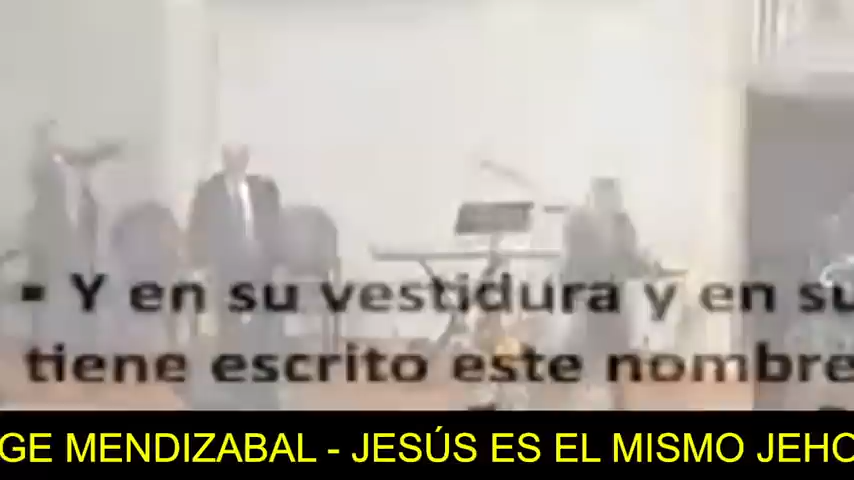 ▪ Y en su vestidura y en su
tiene escrito este nombre
GE MENDIZABAL - JESÚS ES EL MISMO JEHO